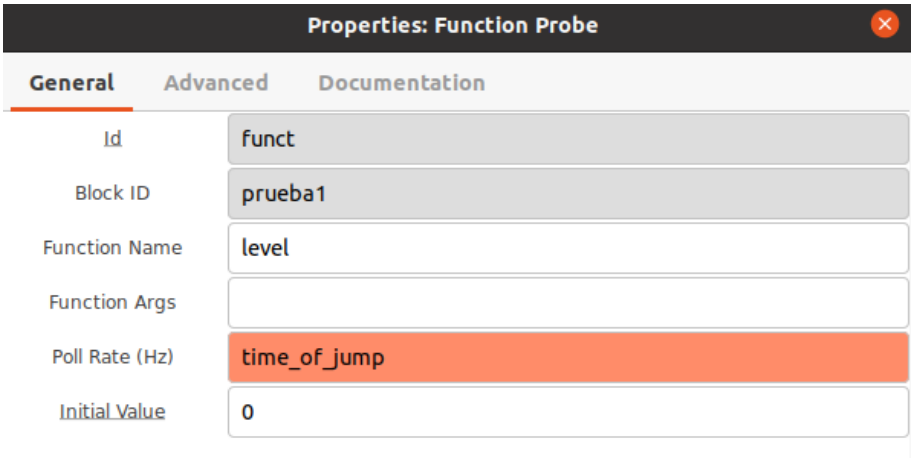 Properties: Function Probe
General Advanced Documentation
Id funct
Block ID prueba1
Function Name level
Function Args
Poll Rate (Hz) time_of_jump
Initial Value 0